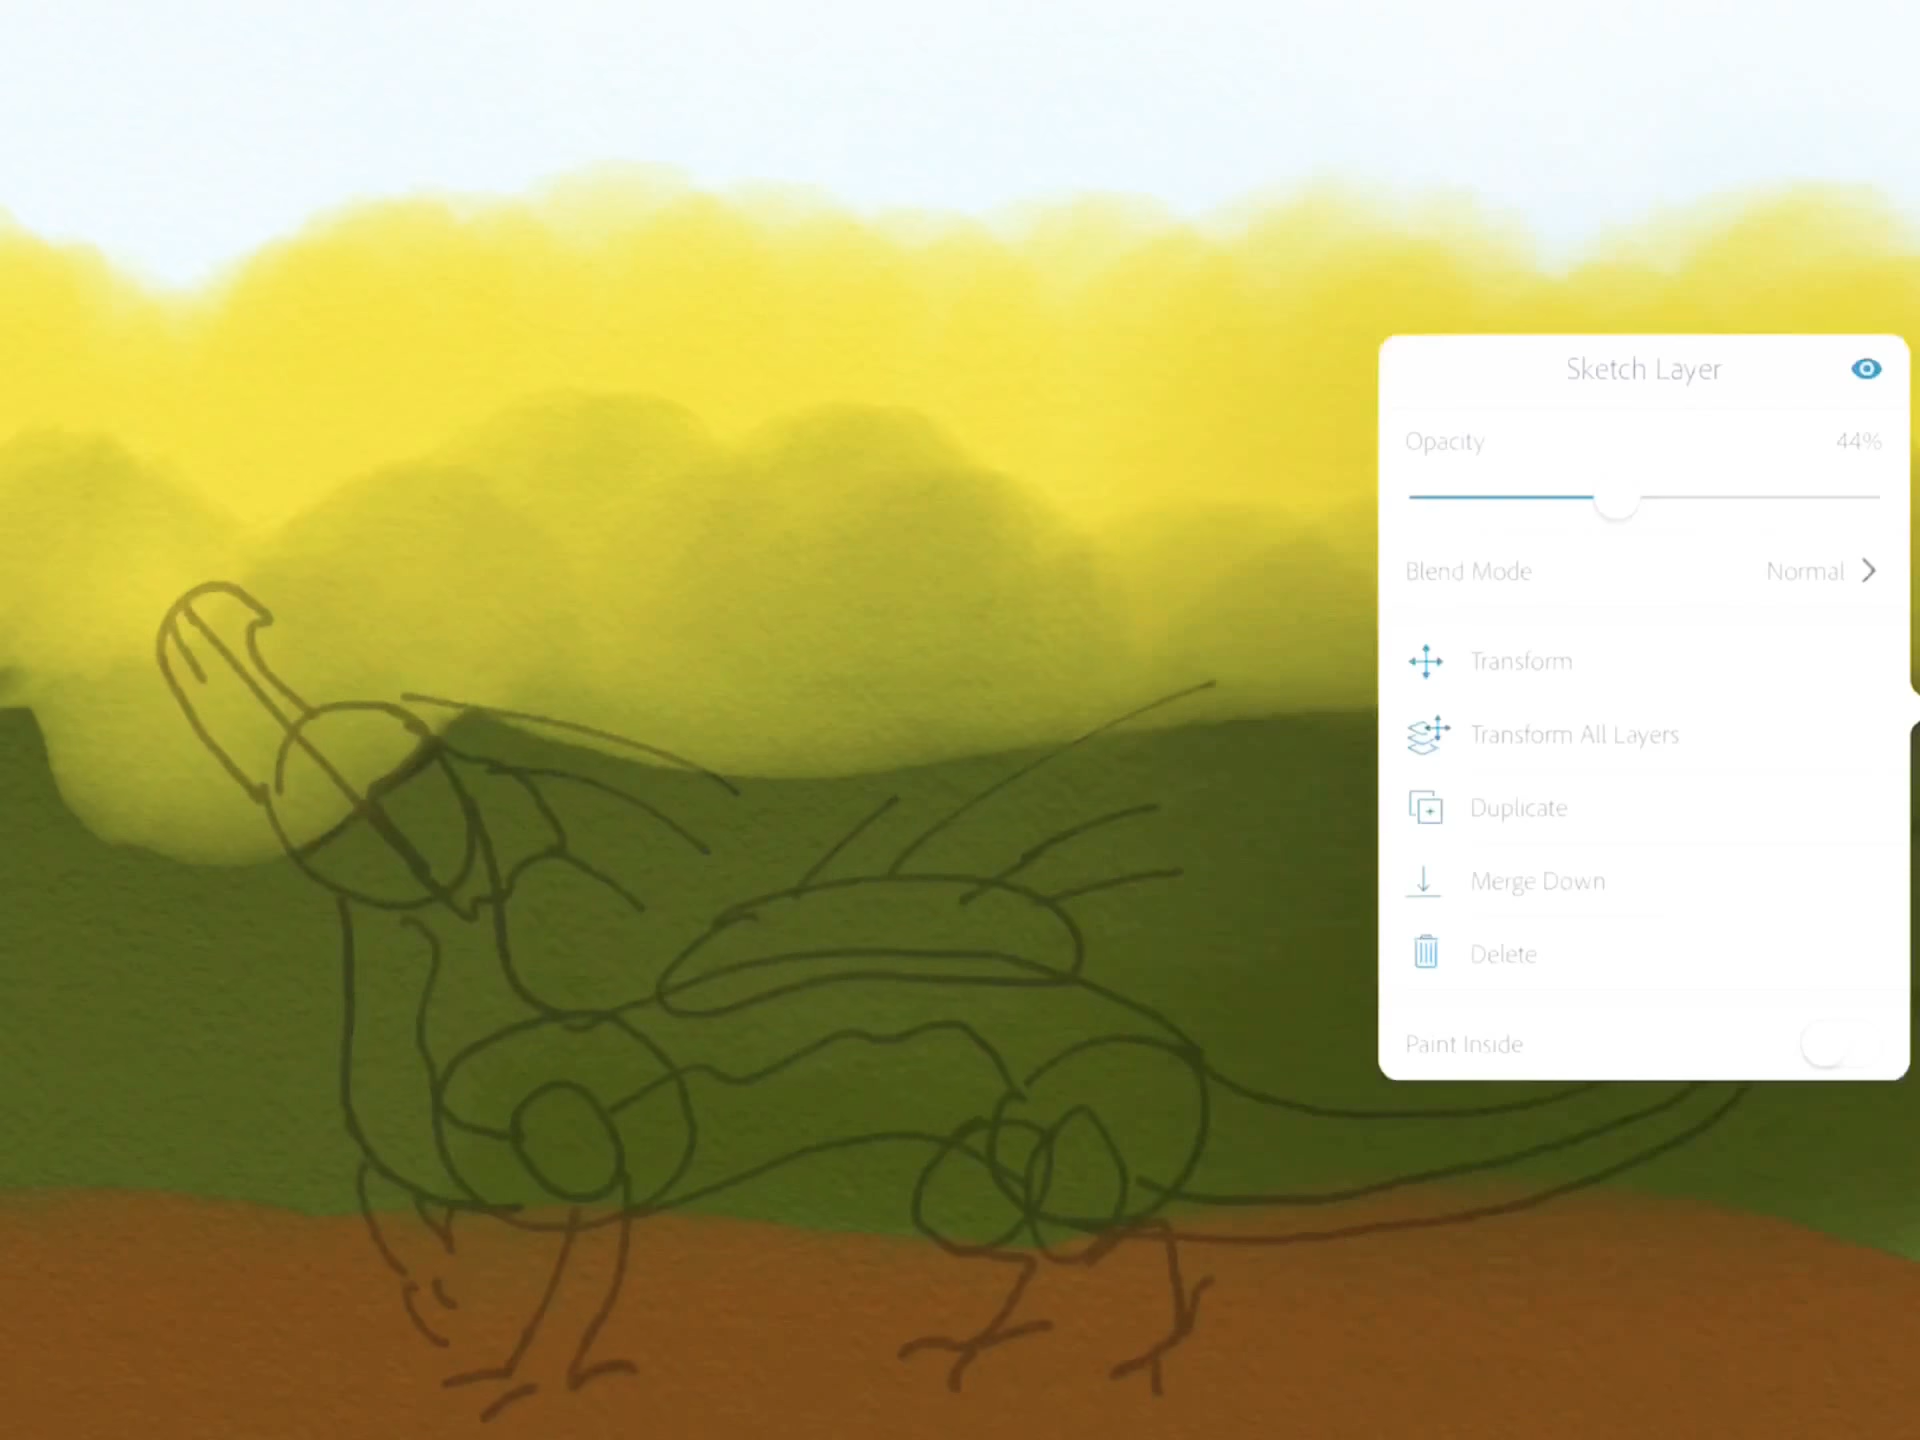 Sketch Layer
Opacity 44%
Blend Mode Normal
Transform
Transform All Layers
Duplicate
Merge Down
Delete
Paint Inside